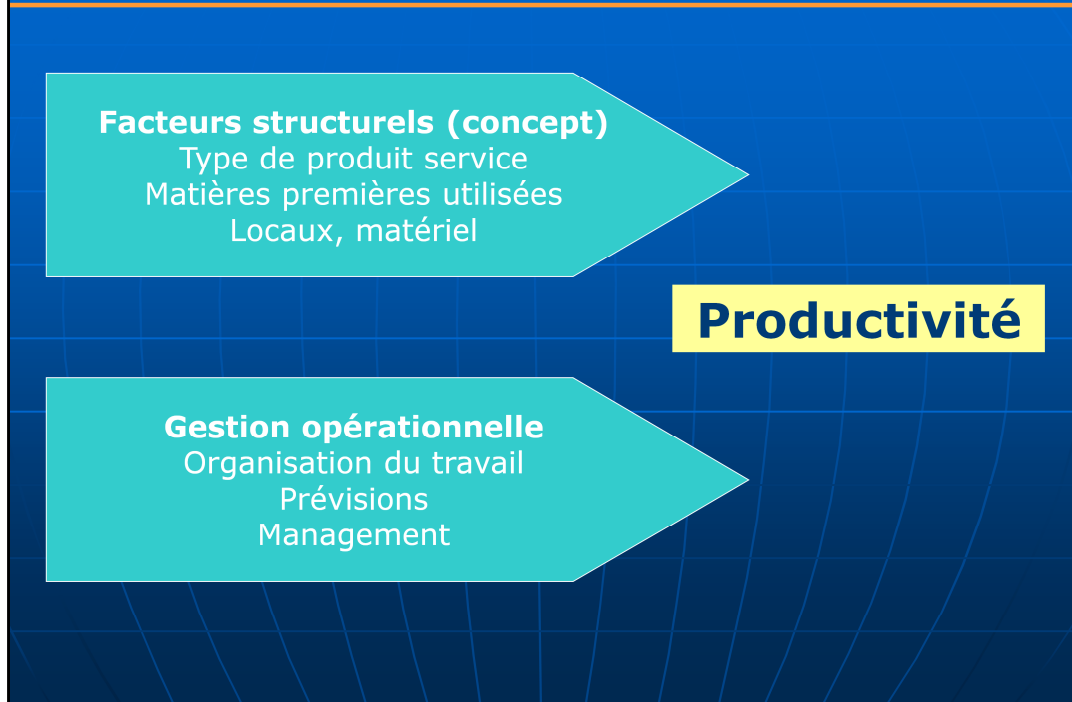 Facteurs structurels (concept)
Type de produit service
Matières premières utilisées
Locaux, matériel
Productivité
Gestion opérationnelle
Organisation du travail
Prévisions
Management